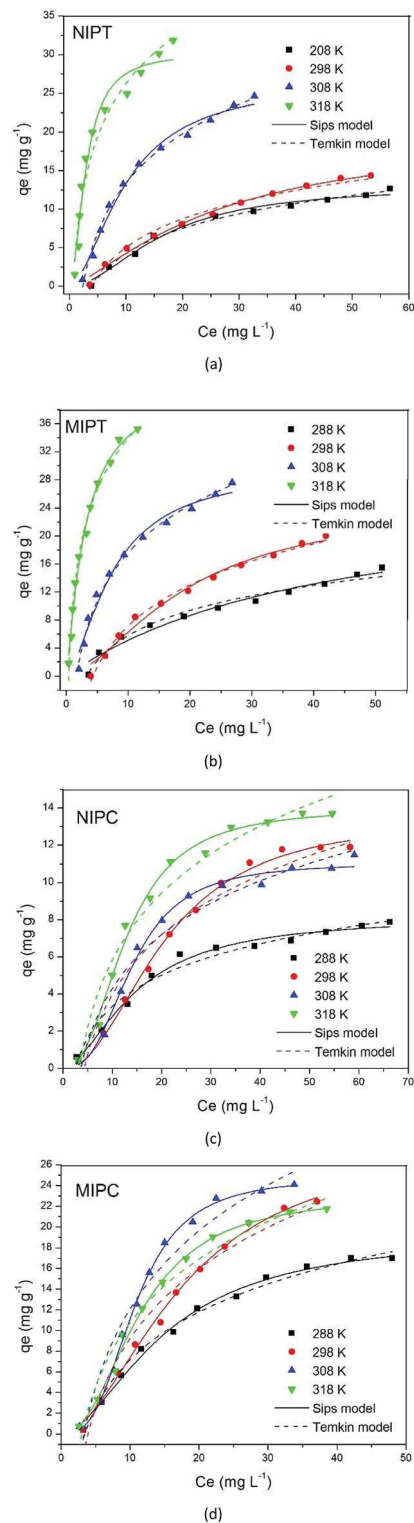 NIPT
35
30
25
20
15
10
5
0
208 K
298 K
308 K
318 K
Sips model
Temkin model
qe (mg g⁻¹)
0 10 20 30 40 50 60
Ce (mg L⁻¹)
(a)
MIPT
36
32
28
24
20
16
12
8
4
0
288 K
298 K
308 K
318 K
Sips model
Temkin model
qe (mg g⁻¹)
0 10 20 30 40 50
Ce (mg L⁻¹)
(b)
NIPC
14
12
10
8
6
4
2
0
288 K
298 K
308 K
318 K
Sips model
Temkin model
qe (mg g⁻¹)
0 10 20 30 40 50 60 70
Ce (mg L⁻¹)
(c)
MIPC
26
24
22
20
18
16
14
12
10
8
6
4
2
0
288 K
298 K
308 K
318 K
Sips model
Temkin model
qe (mg g⁻¹)
0 10 20 30 40 50
Ce (mg L⁻¹)
(d)